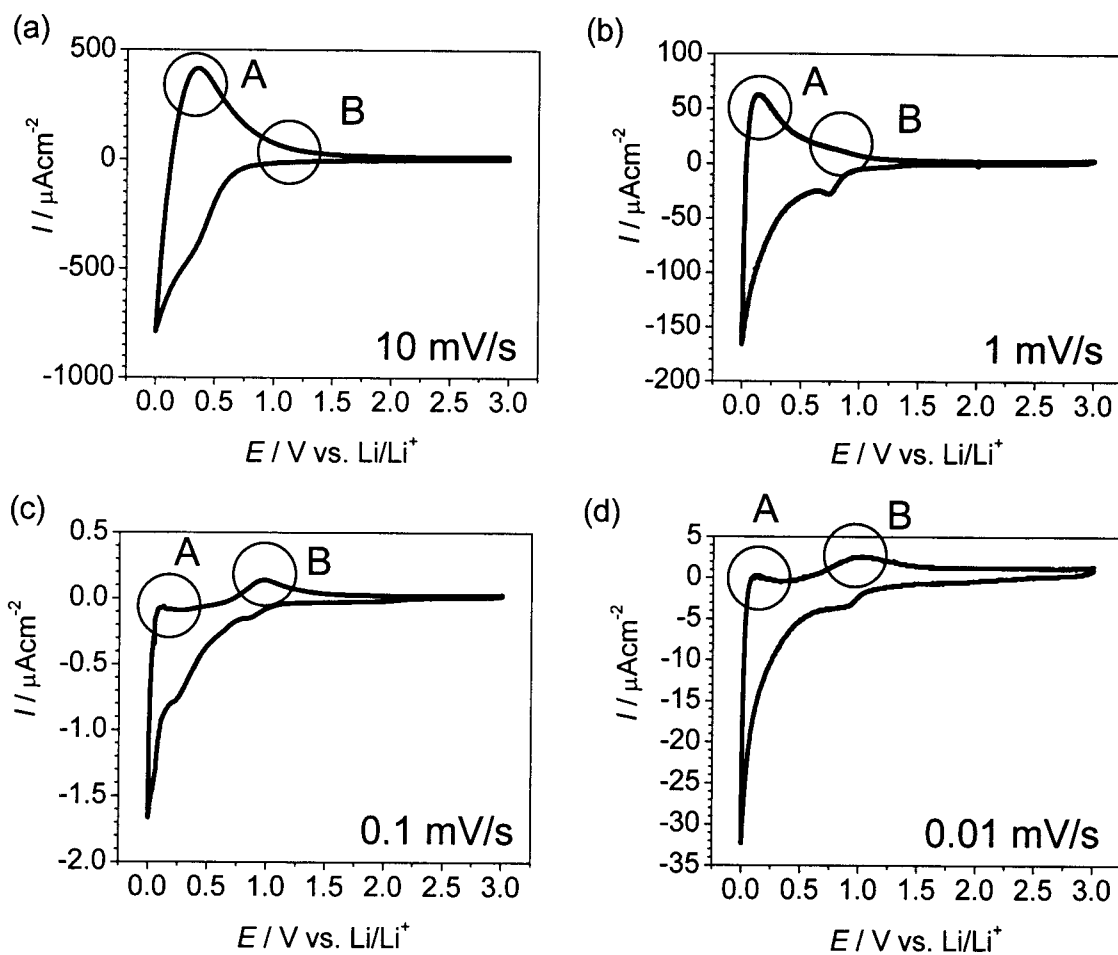 (a)
500
0
-500
-1000
I / μAcm⁻²
A
B
10 mV/s
0.0 0.5 1.0 1.5 2.0 2.5 3.0
E / V vs. Li/Li⁺
(b)
100
50
0
-50
-100
-150
-200
I / μAcm⁻²
A
B
1 mV/s
0.0 0.5 1.0 1.5 2.0 2.5 3.0
E / V vs. Li/Li⁺
(c)
0.5
0.0
-0.5
-1.0
-1.5
-2.0
I / μAcm⁻²
A
B
0.1 mV/s
0.0 0.5 1.0 1.5 2.0 2.5 3.0
E / V vs. Li/Li⁺
(d)
5
0
-5
-10
-15
-20
-25
-30
-35
I / μAcm⁻²
A
B
0.01 mV/s
0.0 0.5 1.0 1.5 2.0 2.5 3.0
E / V vs. Li/Li⁺